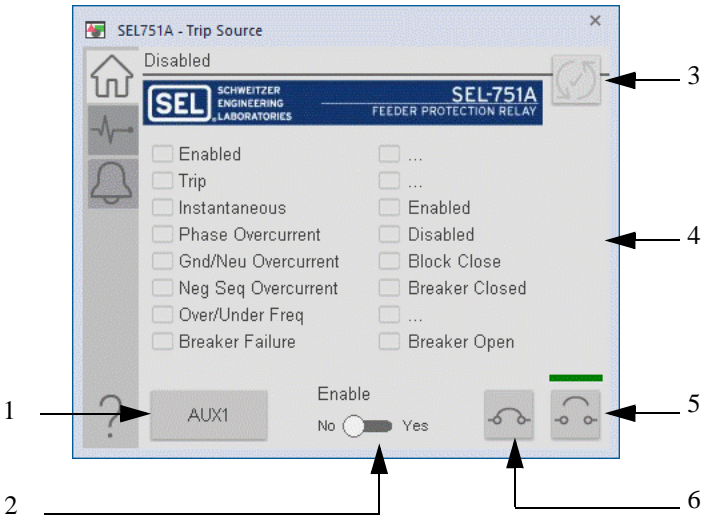 SEL751A - Trip Source
Disabled
SEL SCHWEITZER ENGINEERING LABORATORIES
SEL-751A
FEEDER PROTECTION RELAY
Enabled
...
Trip
...
Instantaneous
Enabled
Phase Overcurrent
Disabled
Gnd/Neu Overcurrent
Block Close
Neg Seq Overcurrent
Breaker Closed
Over/Under Freq
...
Breaker Failure
Breaker Open
?
AUX1
Enable
No Yes
1
2
3
4
5
6